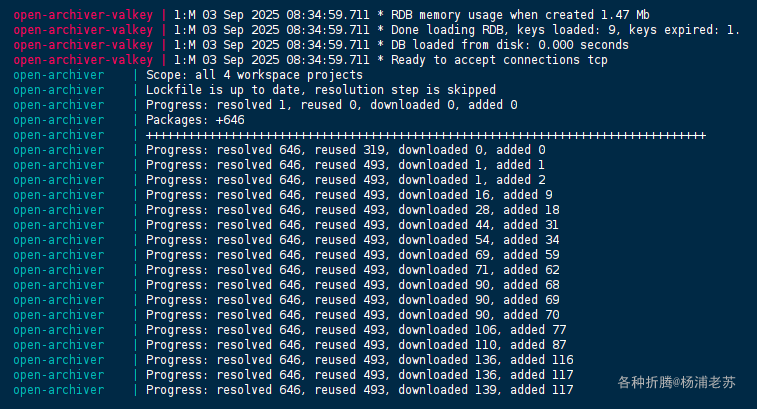 open-archiver-valkey | 1:M 03 Sep 2025 08:34:59.711 * RDB memory usage when created 1.47 Mb
open-archiver-valkey | 1:M 03 Sep 2025 08:34:59.711 * Done loading RDB, keys loaded: 9, keys expired: 1.
open-archiver-valkey | 1:M 03 Sep 2025 08:34:59.711 * DB loaded from disk: 0.000 seconds
open-archiver-valkey | 1:M 03 Sep 2025 08:34:59.711 * Ready to accept connections tcp
open-archiver | Scope: all 4 workspace projects
open-archiver | Lockfile is up to date, resolution step is skipped
open-archiver | Progress: resolved 1, reused 0, downloaded 0, added 0
open-archiver | Packages: +646
open-archiver | ++++++++++++++++++++++++++++++++++++++++++++++++++++++++++++++++++++++++++++++++
open-archiver | Progress: resolved 646, reused 319, downloaded 0, added 0
open-archiver | Progress: resolved 646, reused 493, downloaded 1, added 1
open-archiver | Progress: resolved 646, reused 493, downloaded 1, added 2
open-archiver | Progress: resolved 646, reused 493, downloaded 16, added 9
open-archiver | Progress: resolved 646, reused 493, downloaded 28, added 18
open-archiver | Progress: resolved 646, reused 493, downloaded 44, added 31
open-archiver | Progress: resolved 646, reused 493, downloaded 54, added 34
open-archiver | Progress: resolved 646, reused 493, downloaded 69, added 59
open-archiver | Progress: resolved 646, reused 493, downloaded 71, added 62
open-archiver | Progress: resolved 646, reused 493, downloaded 90, added 68
open-archiver | Progress: resolved 646, reused 493, downloaded 90, added 69
open-archiver | Progress: resolved 646, reused 493, downloaded 90, added 70
open-archiver | Progress: resolved 646, reused 493, downloaded 106, added 77
open-archiver | Progress: resolved 646, reused 493, downloaded 110, added 87
open-archiver | Progress: resolved 646, reused 493, downloaded 136, added 116
open-archiver | Progress: resolved 646, reused 493, downloaded 136, added 117
open-archiver | Progress: resolved 646, reused 493, downloaded 139, added 117
各种折腾@杨浦老苏